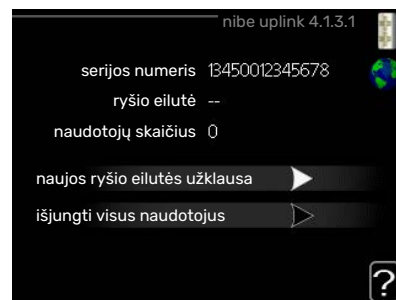 nibe uplink 4.1.3.1
serijos numeris 13450012345678
ryšio eilutė --
naudotojų skaičius 0
naujos ryšio eilutės užklausa
išjungti visus naudotojus
?